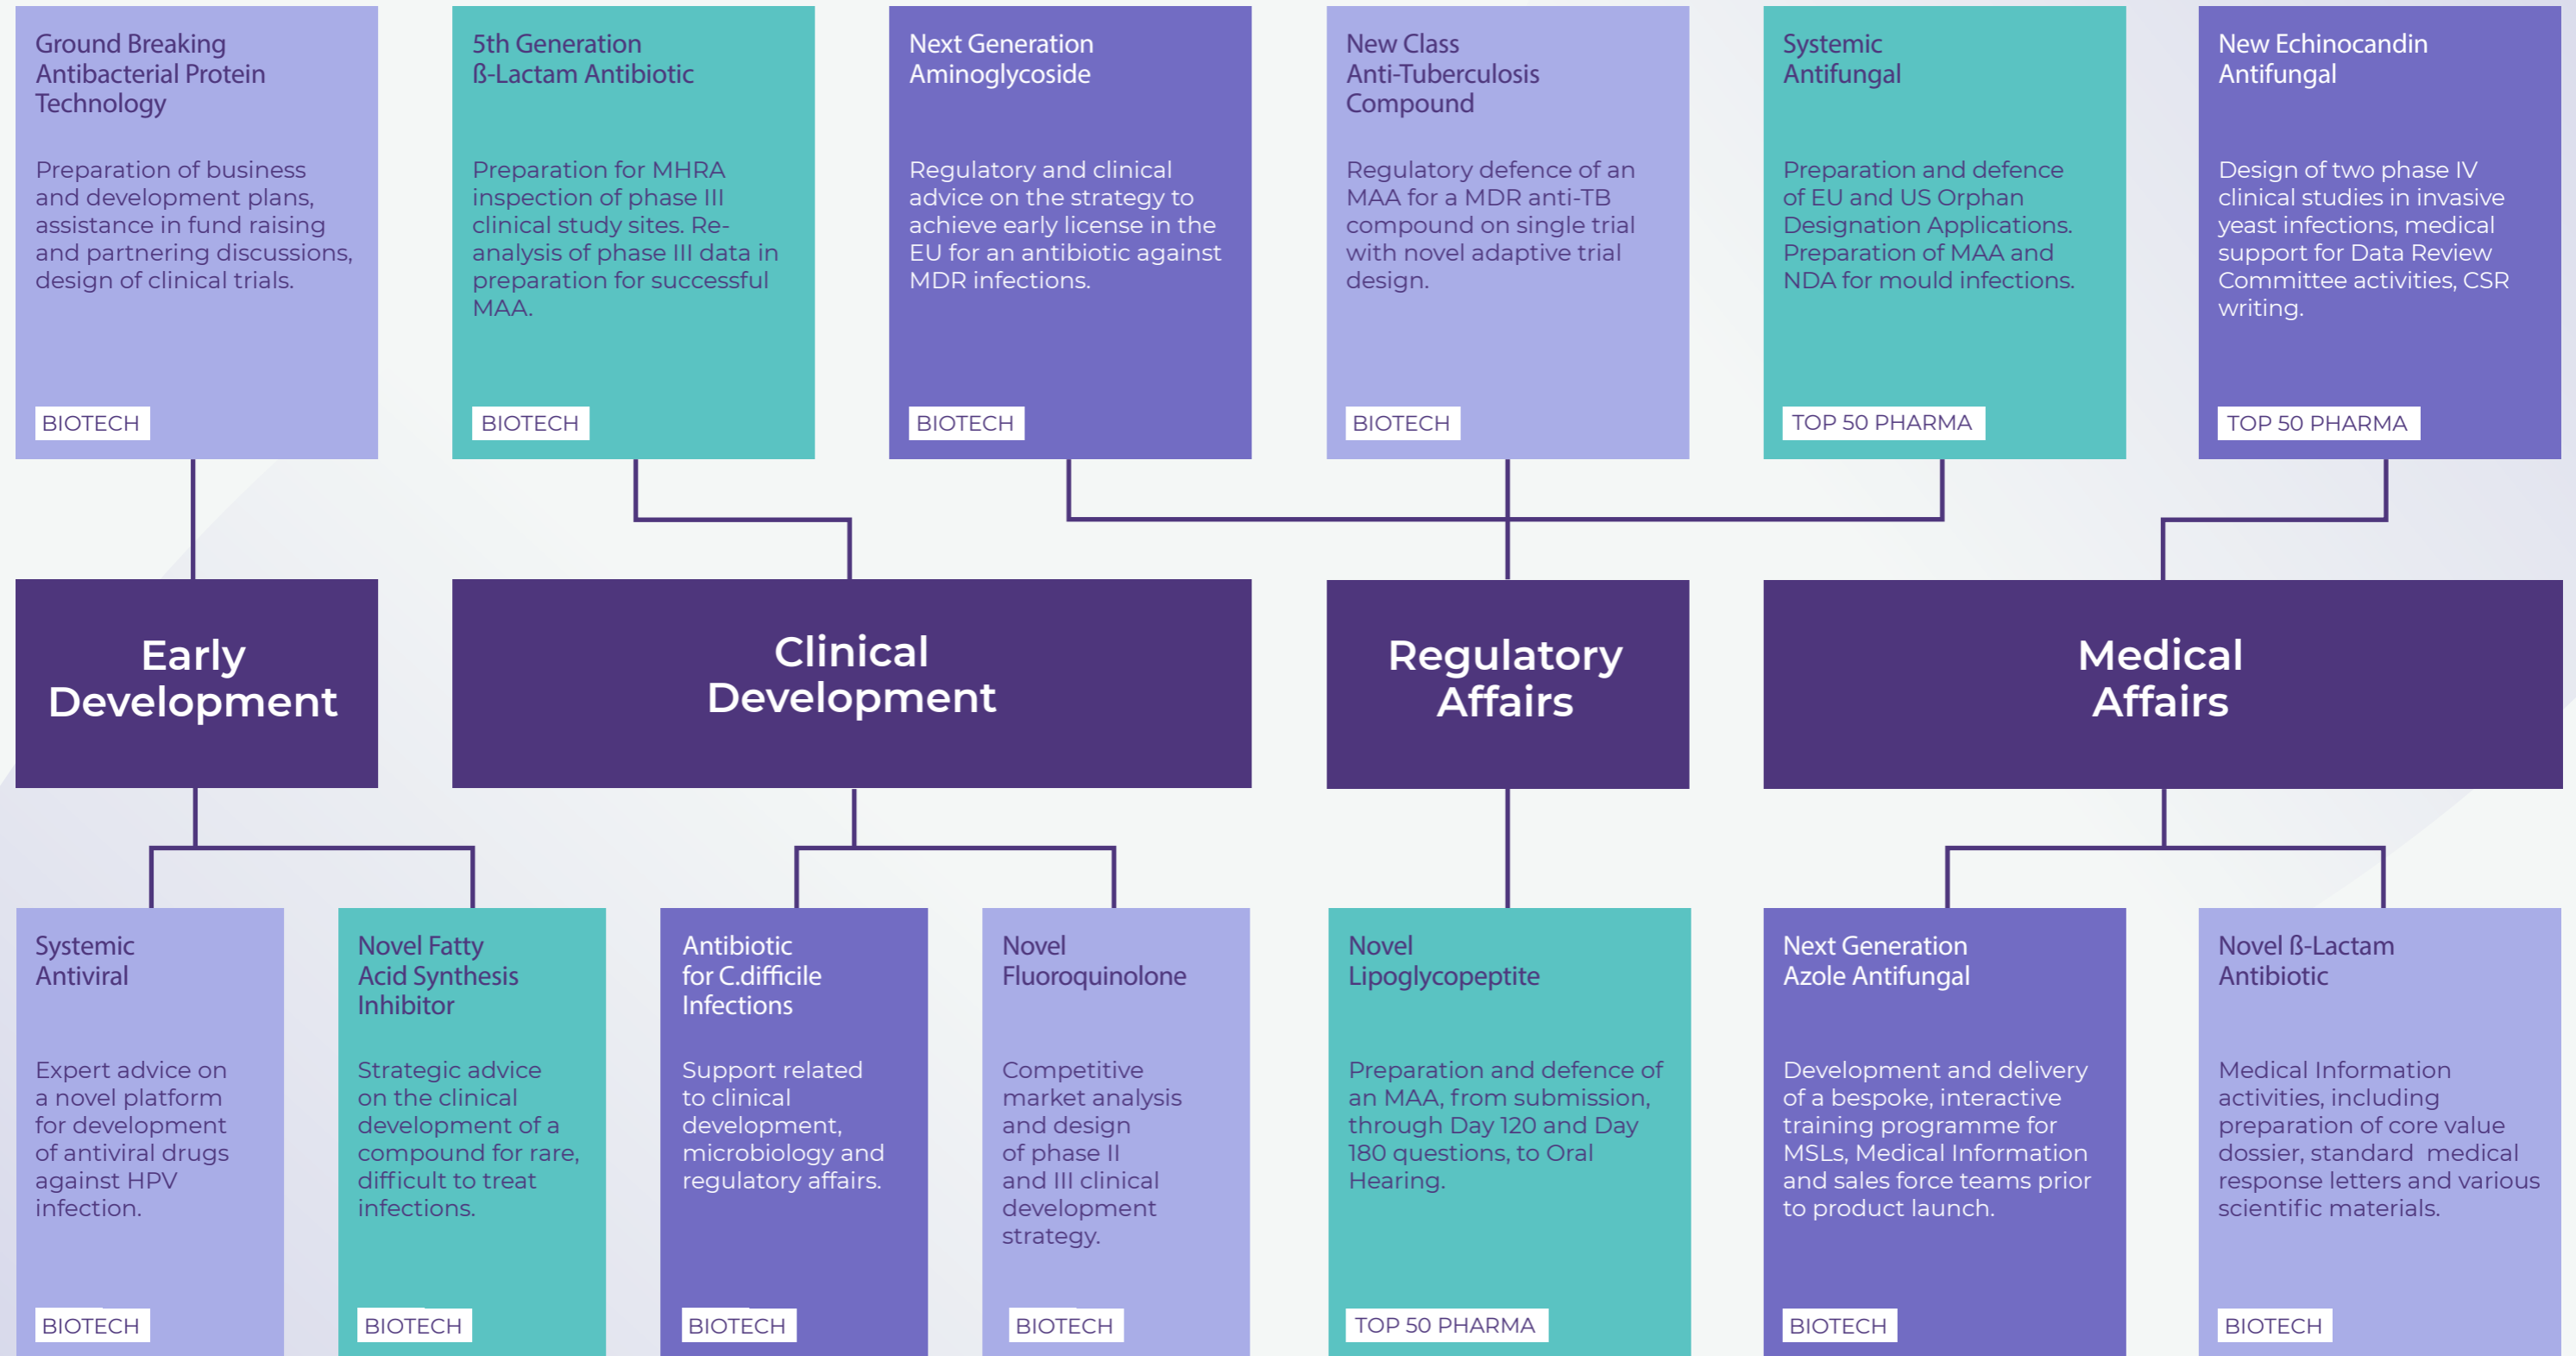 Ground Breaking
Antibacterial Protein
Technology
Preparation of business
and development plans,
assistance in fund raising
and partnering discussions,
design of clinical trials.
BIOTECH
5th Generation
ß-Lactam Antibiotic
Preparation for MHRA
inspection of phase III
clinical study sites. Re-
analysis of phase III data in
preparation for successful
MAA.
BIOTECH
Next Generation
Aminoglycoside
Regulatory and clinical
advice on the strategy to
achieve early license in the
EU for an antibiotic against
MDR infections.
BIOTECH
New Class
Anti-Tuberculosis
Compound
Regulatory defence of an
MAA for a MDR anti-TB
compound on single trial
with novel adaptive trial
design.
BIOTECH
Systemic
Antifungal
Preparation and defence
of EU and US Orphan
Designation Applications.
Preparation of MAA and
NDA for mould infections.
TOP 50 PHARMA
New Echinocandin
Antifungal
Design of two phase IV
clinical studies in invasive
yeast infections, medical
support for Data Review
Committee activities, CSR
writing.
TOP 50 PHARMA
Early
Development
Clinical
Development
Regulatory
Affairs
Medical
Affairs
Systemic
Antiviral
Expert advice on
a novel platform
for development
of antiviral drugs
against HPV
infection.
BIOTECH
Novel Fatty
Acid Synthesis
Inhibitor
Strategic advice
on the clinical
development of a
compound for rare,
difficult to treat
infections.
BIOTECH
Antibiotic
for C.difficile
Infections
Support related
to clinical
development,
microbiology and
regulatory affairs.
BIOTECH
Novel
Fluoroquinolone
Competitive
market analysis
and design
of phase II
and III clinical
development
strategy.
BIOTECH
Novel
Lipoglycopeptite
Preparation and defence of
an MAA, from submission,
through Day 120 and Day
180 questions, to Oral
Hearing.
TOP 50 PHARMA
Next Generation
Azole Antifungal
Development and delivery
of a bespoke, interactive
training programme for
MSLs, Medical Information
and sales force teams prior
to product launch.
BIOTECH
Novel ß-Lactam
Antibiotic
Medical Information
activities, including
preparation of core value
dossier, standard  medical
response letters and various
scientific materials.
BIOTECH